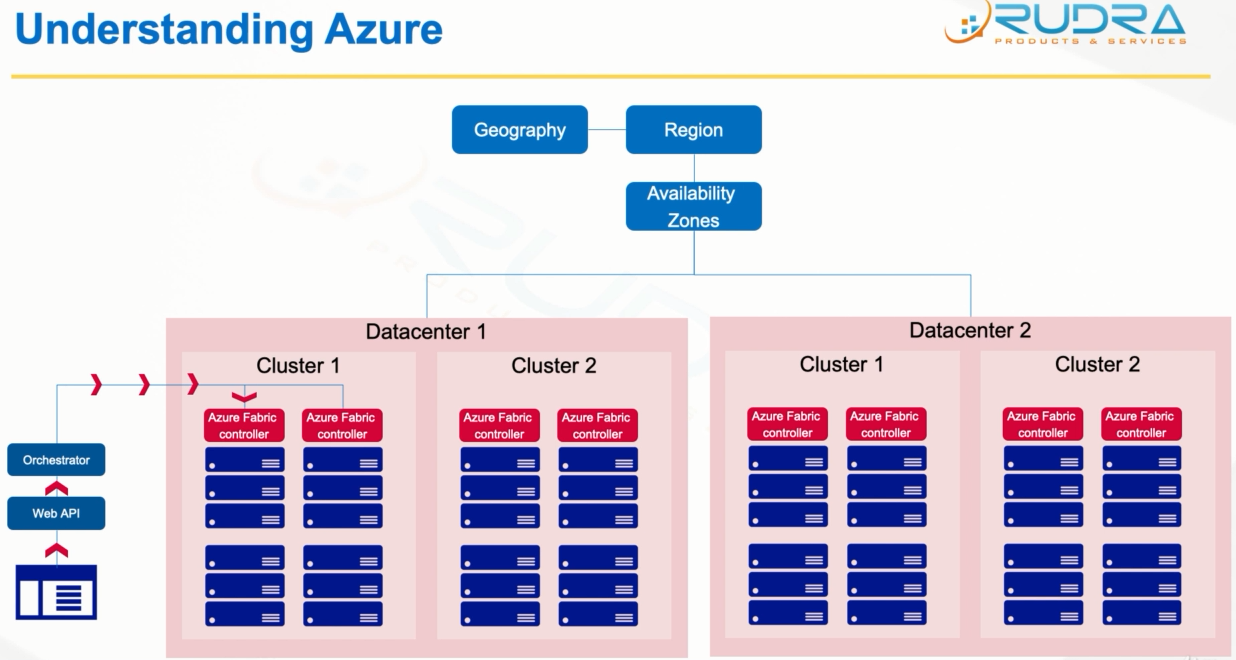 Understanding Azure
RUDRA
PRODUCTS & SERVICES
Geography
Region
Availability
Zones
Datacenter 1
Datacenter 2
Cluster 1
Cluster 2
Cluster 1
Cluster 2
Azure Fabric
controller
Azure Fabric
controller
Azure Fabric
controller
Azure Fabric
controller
Azure Fabric
controller
Azure Fabric
controller
Azure Fabric
controller
Azure Fabric
controller
Orchestrator
Web API